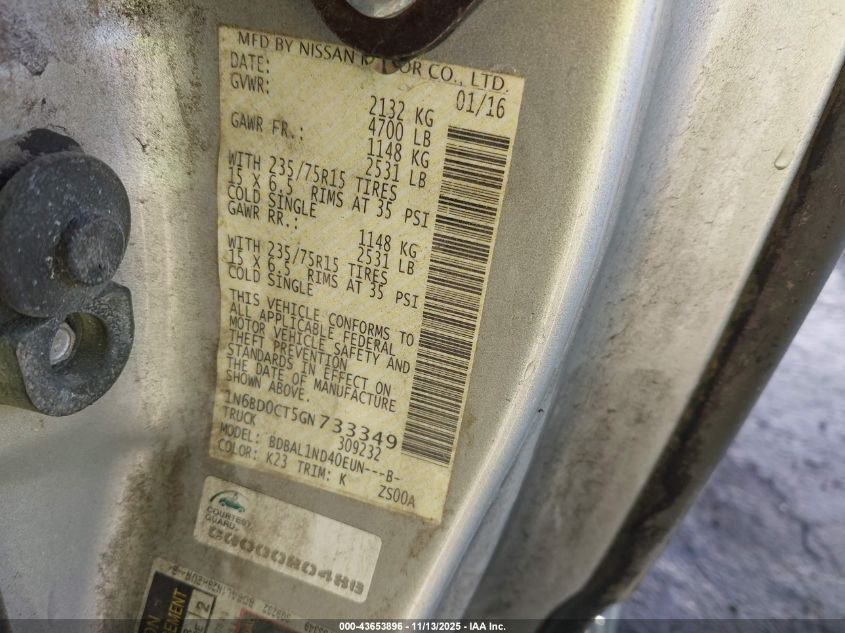 MFD BY NISSAN MOTOR CO., LTD.
DATE: 01/16
GVWR: 2132 KG
4700 LB
GAWR FR.: 1148 KG
2531 LB
WITH 235/75R15 TIRES
15 X 6.5 RIMS AT 35 PSI
COLD SINGLE
GAWR RR.: 1148 KG
2531 LB
WITH 235/75R15 TIRES
15 X 6.5 RIMS AT 35 PSI
COLD SINGLE
THIS VEHICLE CONFORMS TO
ALL APPLICABLE FEDERAL
MOTOR VEHICLE SAFETY AND
THEFT PREVENTION
STANDARDS IN EFFECT ON
THE DATE OF MANUFACTURE
SHOWN ABOVE.
1N6BD0CT5GN733349
TRUCK 309232
MODEL: BDBAL1ND40EUN---B-
COLOR: K23 TRIM: K ZS00A
COURTESY
GUARD
000-43653896 - 11/13/2025 - IAA Inc.